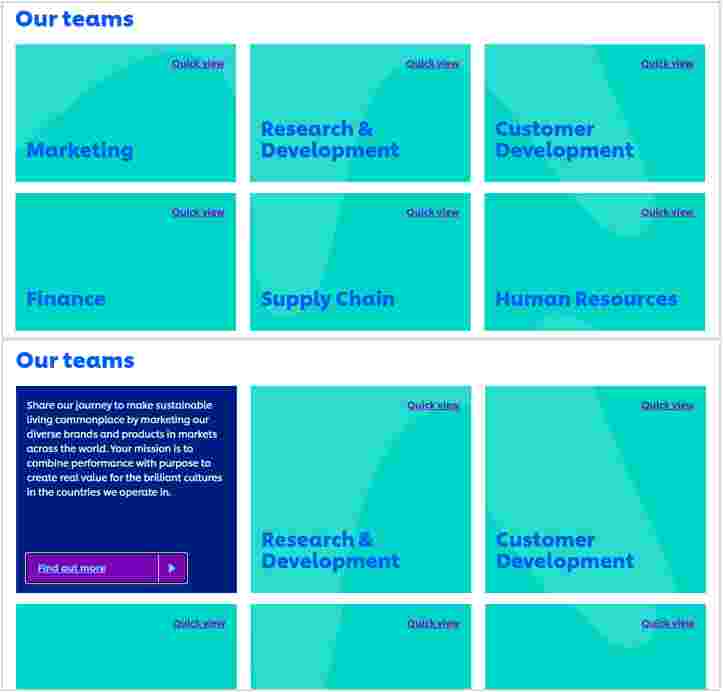 Our teams
Quick view
Marketing
Quick view
Research &
Development
Quick view
Customer
Development
Quick view
Finance
Quick view
Supply Chain
Quick view
Human Resources
Our teams
Share our journey to make sustainable
living commonplace by marketing our
diverse brands and products in markets
across the world. Your mission is to
combine performance with purpose to
create real value for the brilliant cultures
in the countries we operate in.
Find out more
Quick view
Research &
Development
Quick view
Customer
Development
Quick view
Quick view
Quick view